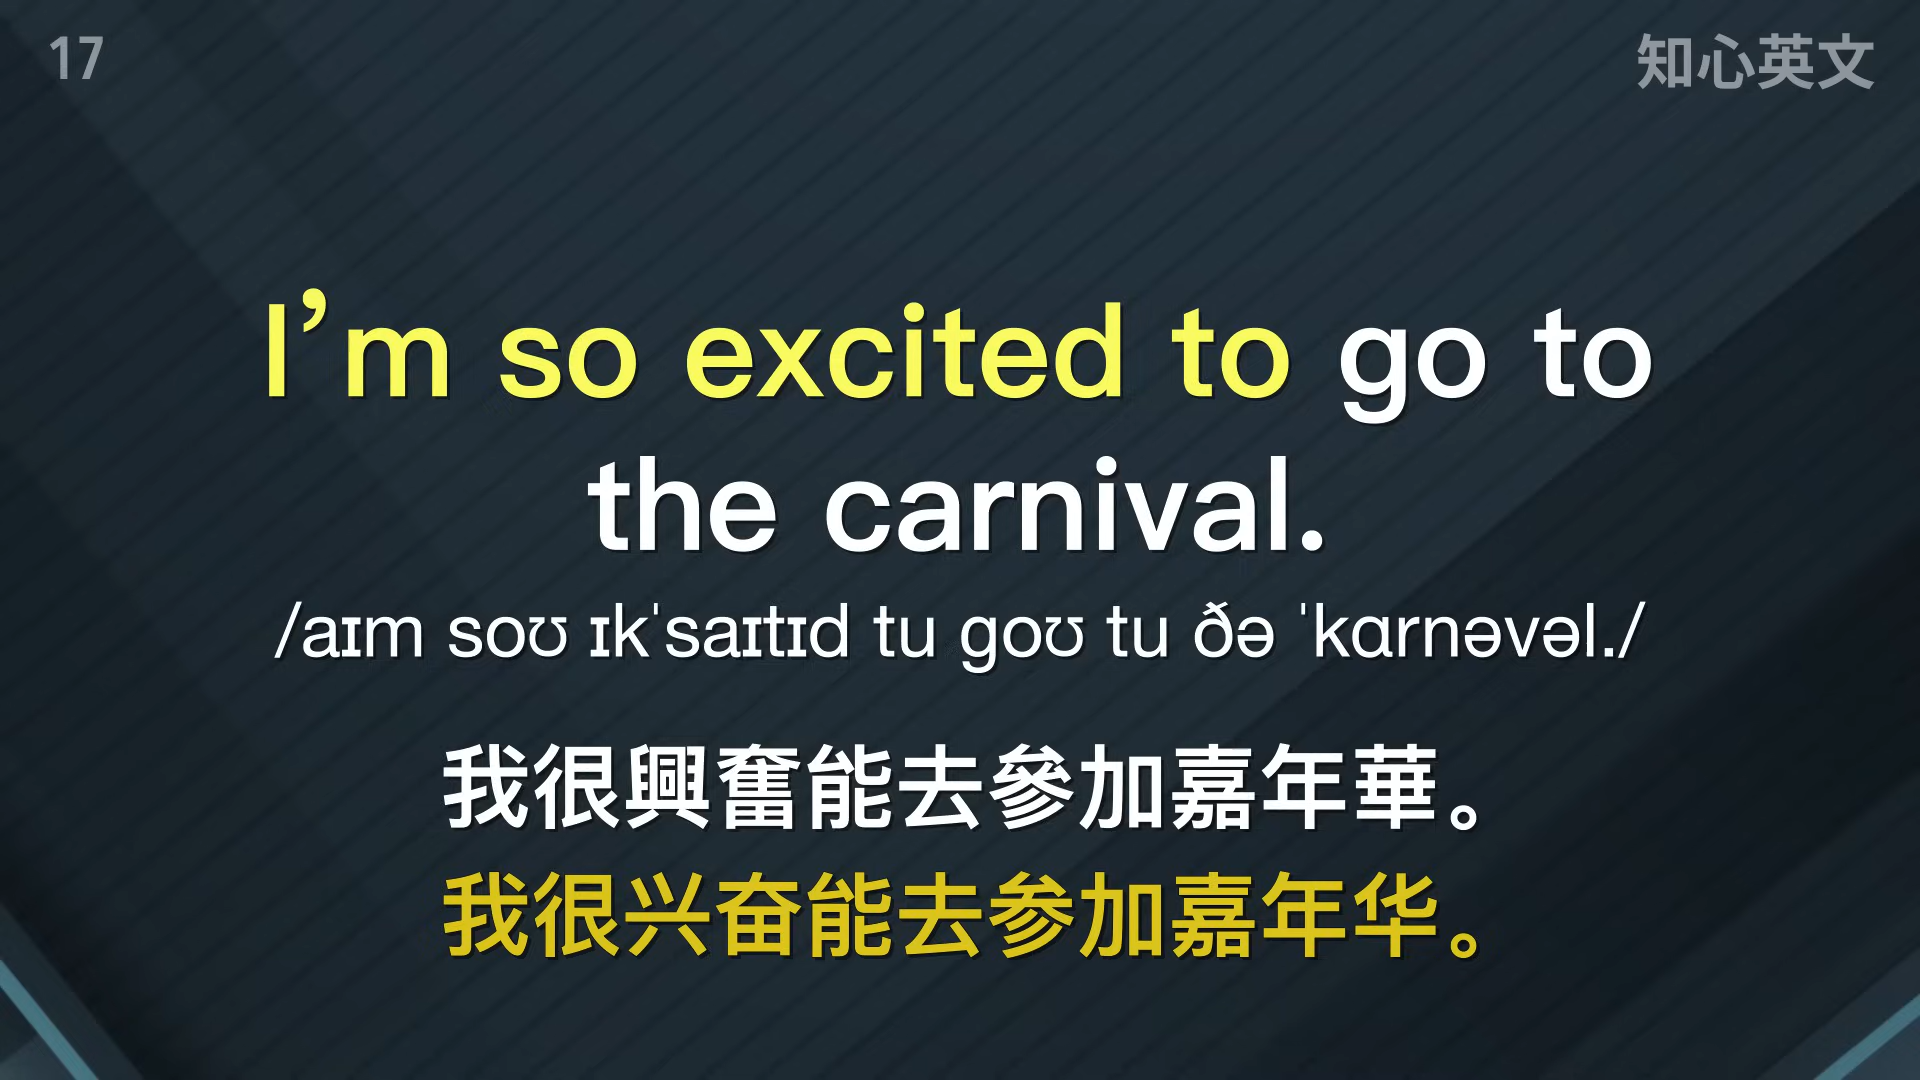 17
知心英文
I’m so excited to go to
the carnival.
/aɪm soʊ ɪkˈsaɪtɪd tu goʊ tu ðə ˈkɑrnəvəl./
我很興奮能去參加嘉年華。
我很兴奋能去参加嘉年华。